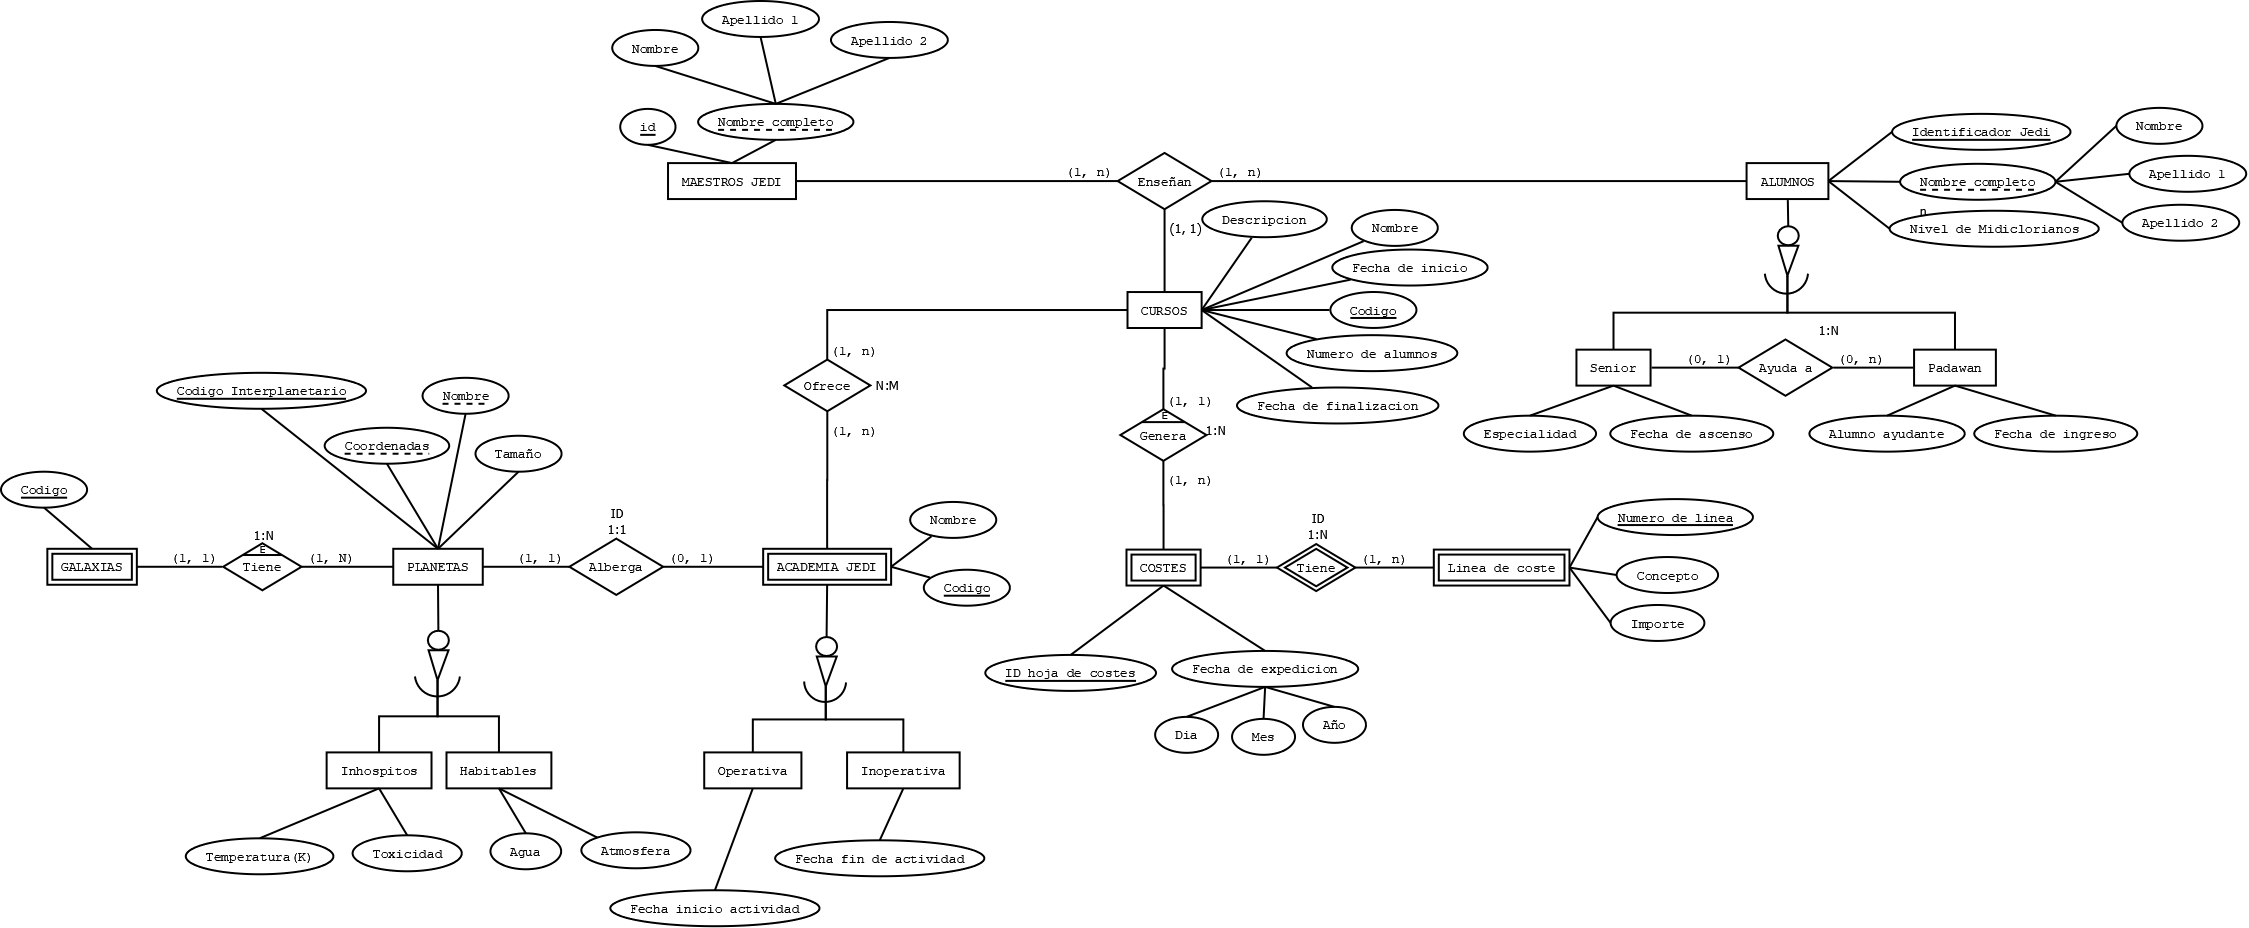 Apellido 1
Nombre
Apellido 2
id
Nombre completo
MAESTROS JEDI
(1, n)
Enseñan
(1, n)
(1, 1)
ALUMNOS
Identificador Jedi
Nombre completo
n
Nivel de Midiclorianos
Nombre
Apellido 1
Apellido 2
Descripcion
Nombre
Fecha de inicio
CURSOS
Codigo
Numero de alumnos
Fecha de finalizacion
1:N
Senior
(0, 1)
Ayuda a
(0, n)
Padawan
Especialidad
Fecha de ascenso
Alumno ayudante
Fecha de ingreso
(1, n)
Ofrece
N:M
(1, n)
(1, 1)
E
Genera
1:N
(1, n)
Codigo Interplanetario
Nombre
Coordenadas
Tamaño
Codigo
GALAXIAS
(1, 1)
1:N
E
Tiene
(1, N)
PLANETAS
(1, 1)
ID
1:1
Alberga
(0, 1)
ACADEMIA JEDI
Nombre
Codigo
COSTES
(1, 1)
ID
1:N
Tiene
(1, n)
Linea de coste
Numero de linea
Concepto
Importe
ID hoja de costes
Fecha de expedicion
Dia
Mes
Año
Inhospitos
Habitables
Operativa
Inoperativa
Temperatura(K)
Toxicidad
Agua
Atmosfera
Fecha fin de actividad
Fecha inicio actividad